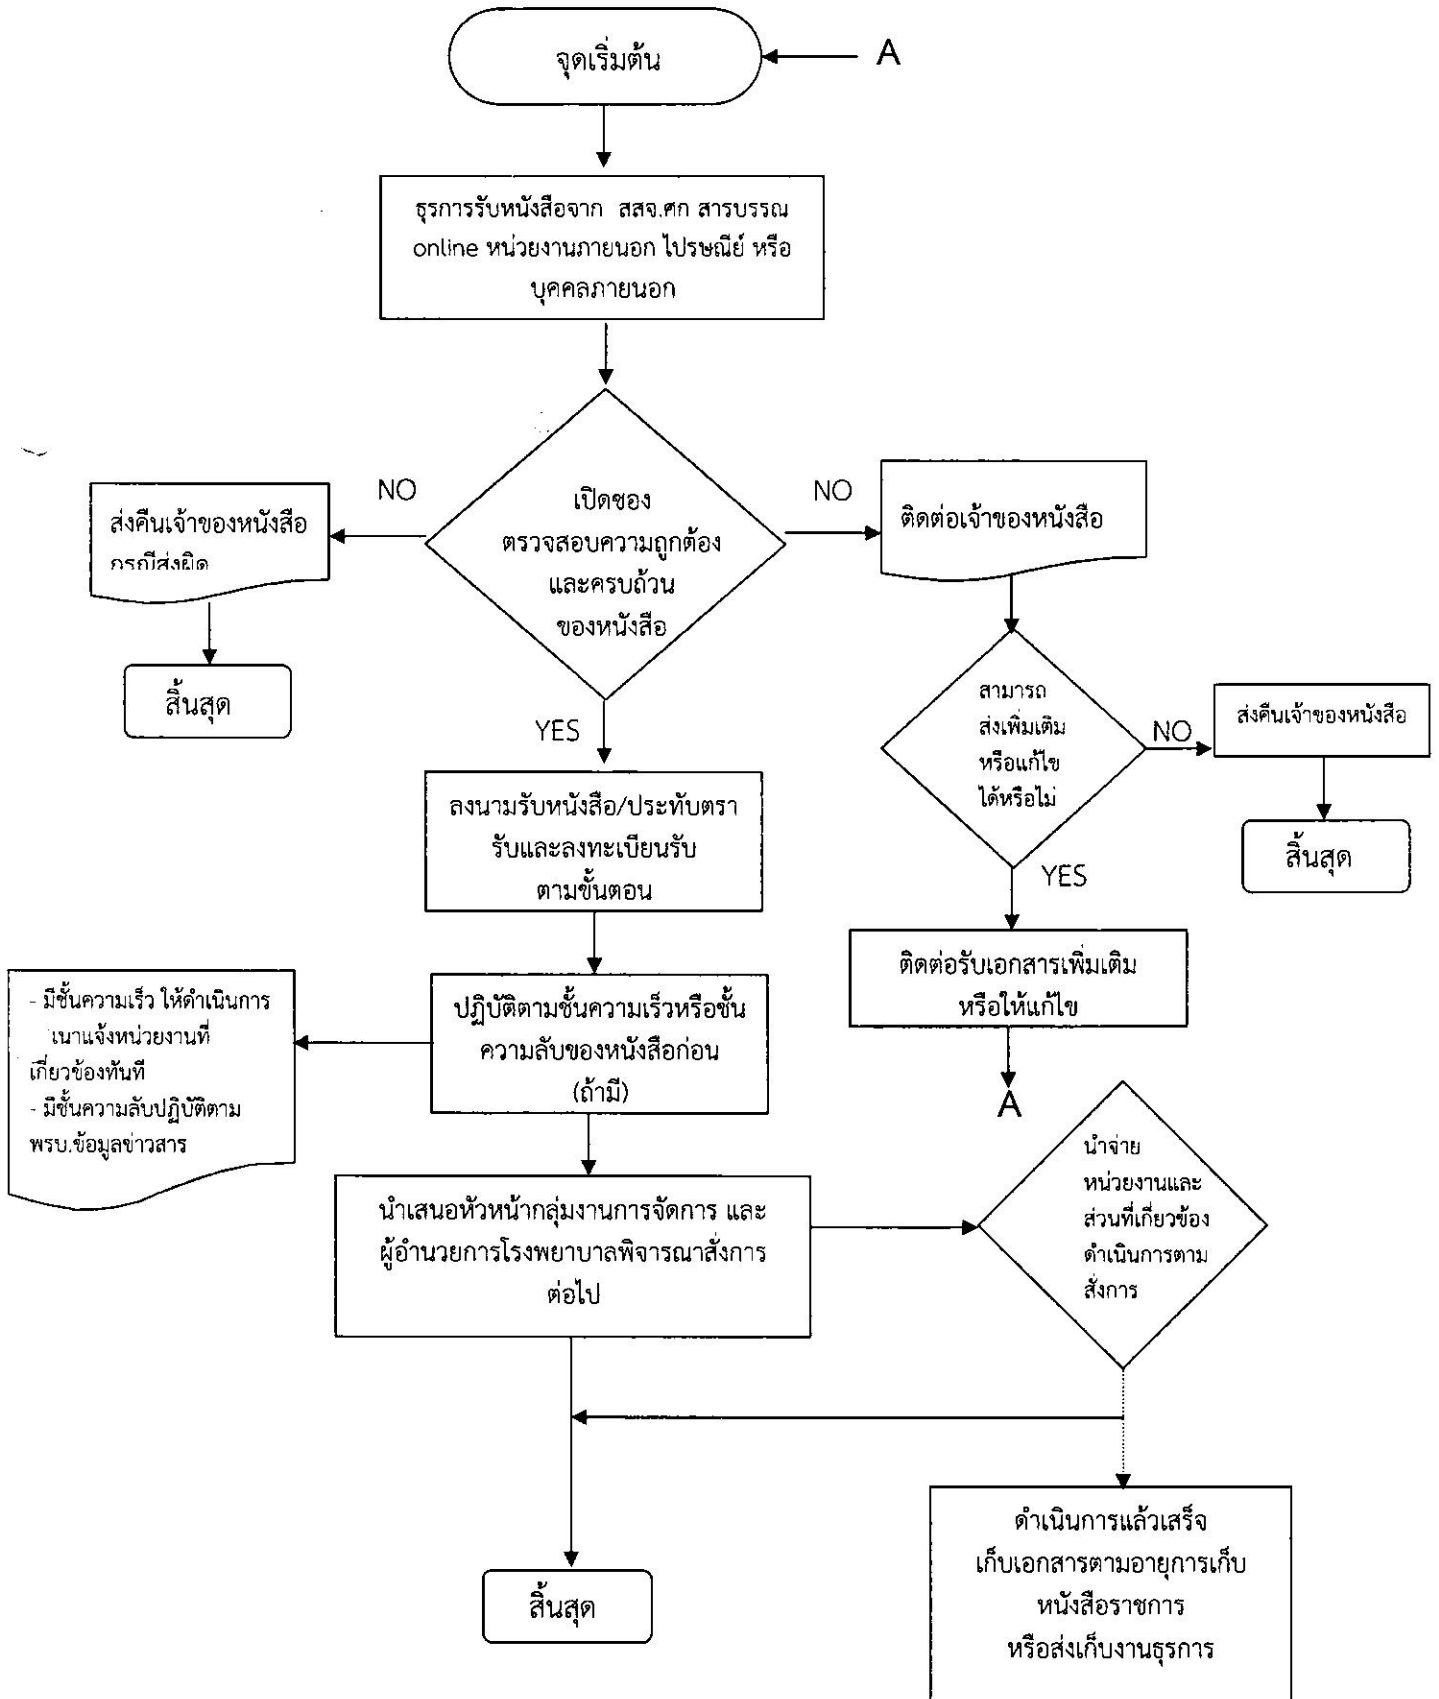 จุดเริ่มต้น
A
ธุรการรับหนังสือจาก สสจ.ศก สารบรรณ
online หน่วยงานภายนอก ไปรษณีย์ หรือ
บุคคลภายนอก
NO
เปิดซอง
ตรวจสอบความถูกต้อง
และครบถ้วน
ของหนังสือ
NO
ส่งคืนเจ้าของหนังสือ
กรณีส่งผิด
สิ้นสุด
ติดต่อเจ้าของหนังสือ
สามารถ
ส่งเพิ่มเติม
หรือแก้ไข
ได้หรือไม่
NO
ส่งคืนเจ้าของหนังสือ
สิ้นสุด
YES
ลงนามรับหนังสือ/ประทับตรา
รับและลงทะเบียนรับ
ตามขั้นตอน
YES
ติดต่อรับเอกสารเพิ่มเติม
หรือให้แก้ไข
A
- มีชั้นความเร็ว ให้ดำเนินการ
เนาแจ้งหน่วยงานที่
เกี่ยวข้องทันที
- มีชั้นความลับปฏิบัติตาม
พรบ.ข้อมูลข่าวสาร
ปฏิบัติตามชั้นความเร็วหรือชั้น
ความลับของหนังสือก่อน
(ถ้ามี)
นำเสนอหัวหน้ากลุ่มงานการจัดการ และ
ผู้อำนวยการโรงพยาบาลพิจารณาสั่งการ
ต่อไป
นำจ่าย
หน่วยงานและ
ส่วนที่เกี่ยวข้อง
ดำเนินการตาม
สั่งการ
สิ้นสุด
ดำเนินการแล้วเสร็จ
เก็บเอกสารตามอายุการเก็บ
หนังสือราชการ
หรือส่งเก็บงานธุรการ